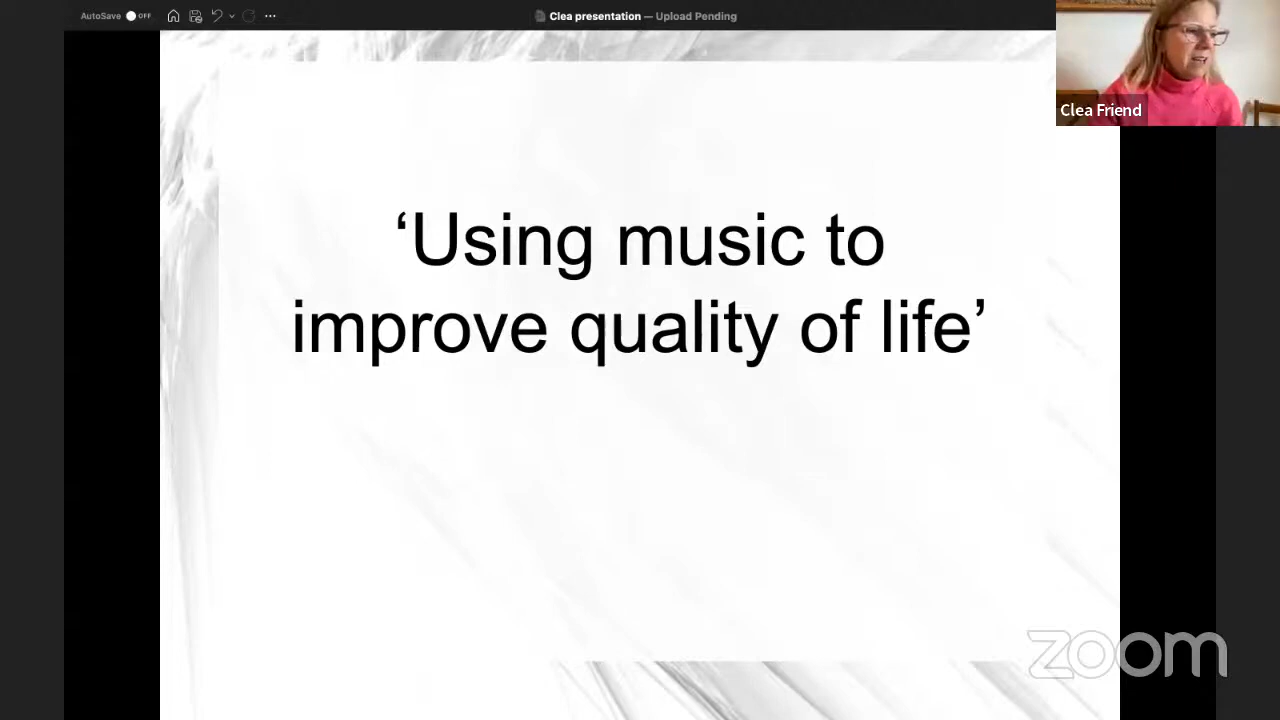 AutoSave OFF
Clea presentation — Upload Pending
Clea Friend
‘Using music to
improve quality of life’
zoom